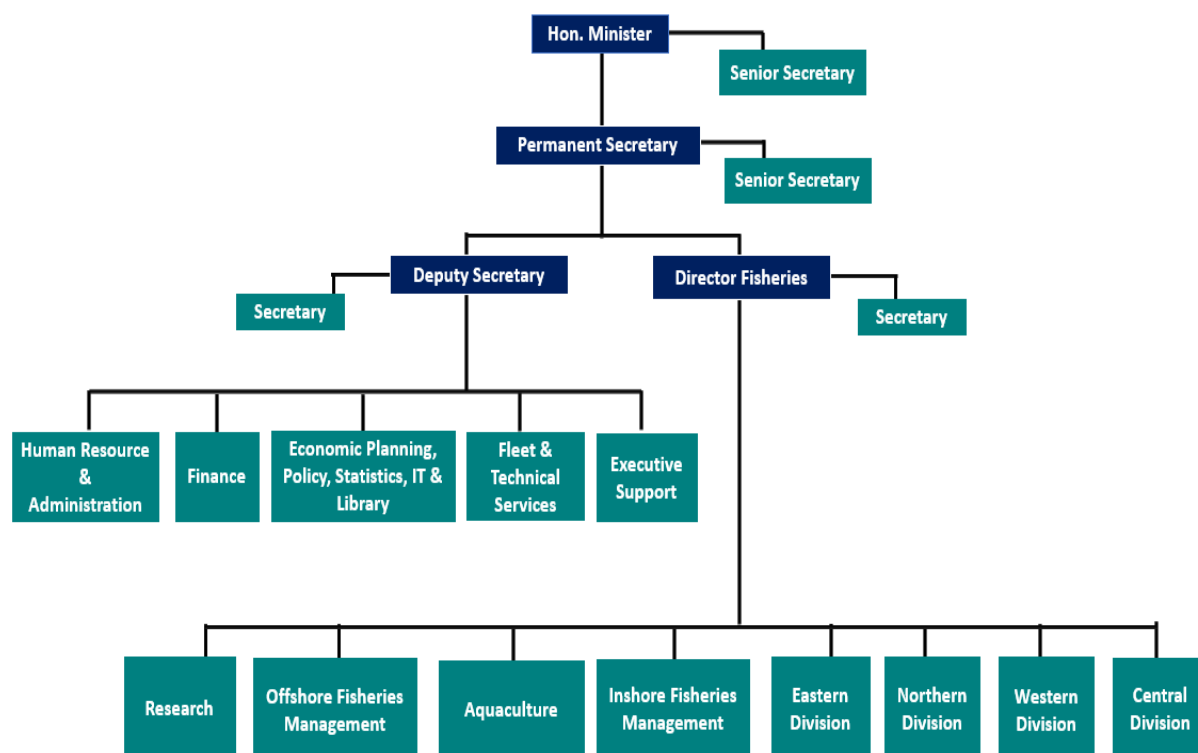 Hon. Minister
Senior Secretary
Permanent Secretary
Senior Secretary
Deputy Secretary
Director Fisheries
Secretary
Secretary
Human Resource
&
Administration
Finance
Economic Planning,
Policy, Statistics, IT &
Library
Fleet &
Technical
Services
Executive
Support
Research
Offshore Fisheries
Management
Aquaculture
Inshore Fisheries
Management
Eastern
Division
Northern
Division
Western
Division
Central
Division